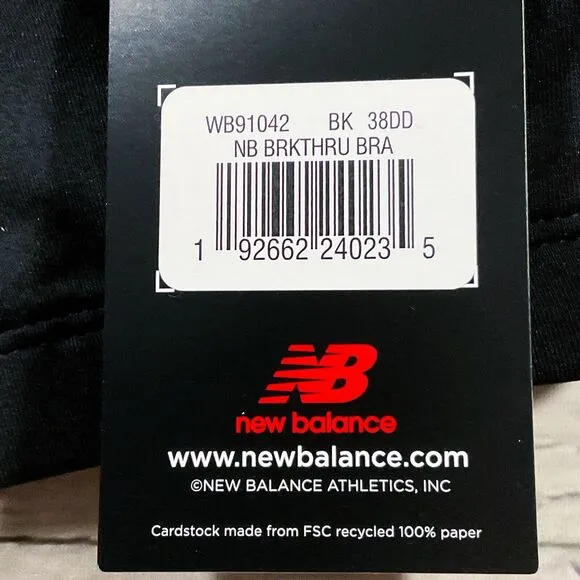 WB91042 BK 38DD
NB BRKTHRU BRA
1 92662 24023 5
NB
new balance
www.newbalance.com
©NEW BALANCE ATHLETICS, INC
Cardstock made from FSC recycled 100% paper